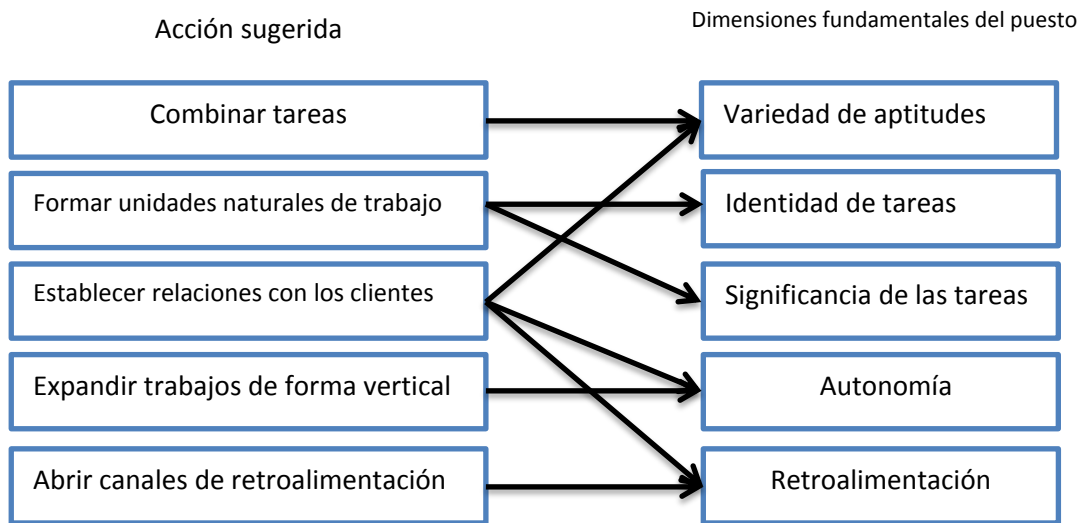 Acción sugerida
Dimensiones fundamentales del puesto
Combinar tareas
Variedad de aptitudes
Formar unidades naturales de trabajo
Identidad de tareas
Establecer relaciones con los clientes
Significancia de las tareas
Expandir trabajos de forma vertical
Autonomía
Abrir canales de retroalimentación
Retroalimentación